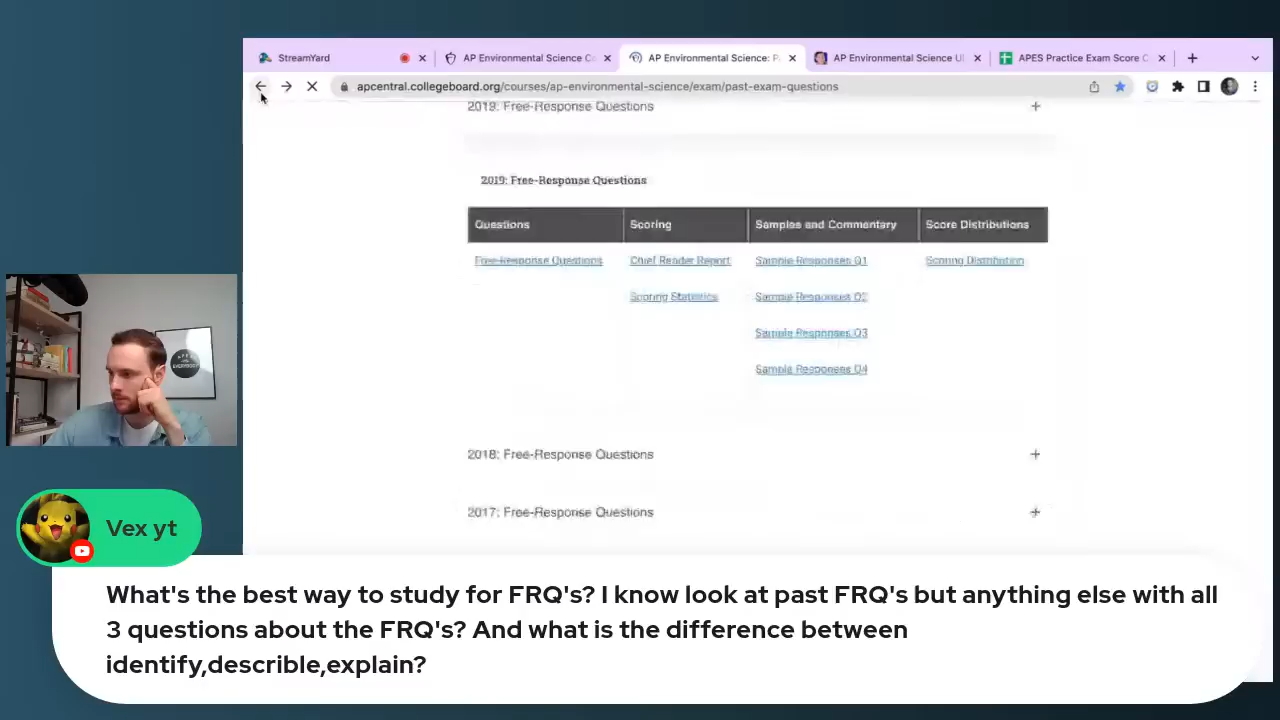 StreamYard
AP Environmental Science C
AP Environmental Science: P
AP Environmental Science U
APES Practice Exam Score C
apcentral.collegeboard.org/courses/ap-environmental-science/exam/past-exam-questions
2019: Free-Response Questions
2019: Free-Response Questions
Questions Scoring Samples and Commentary Score Distributions
Free-Response Questions Chief Reader Report Sample Responses Q1 Scoring Distribution
Scoring Statistics Sample Responses Q2
Sample Responses Q3
Sample Responses Q4
2018: Free-Response Questions
2017: Free-Response Questions
APES
EVERYBODY
Vex yt
What's the best way to study for FRQ's? I know look at past FRQ's but anything else with all
3 questions about the FRQ's? And what is the difference between
identify,describle,explain?